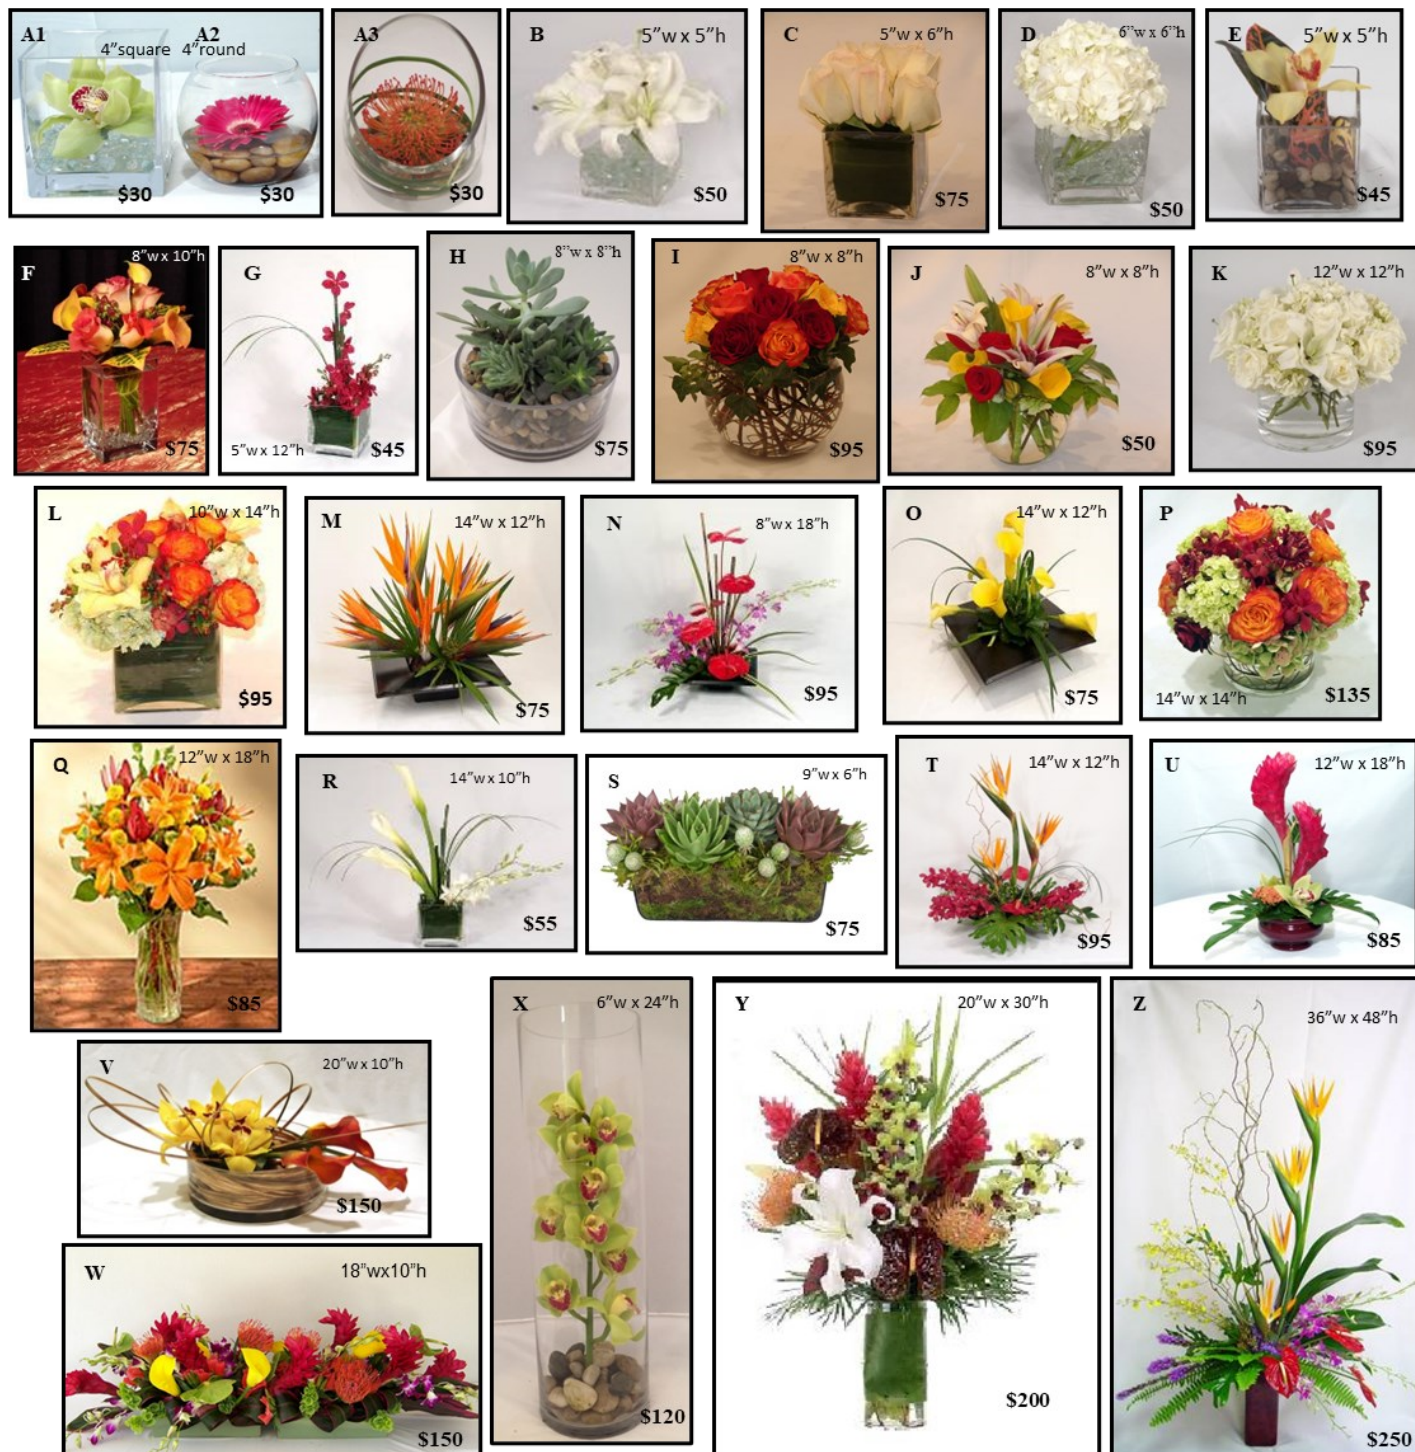 A1
4”square
$30
A2
4”round
$30
A3
$30
B
5”w x 5”h
$50
C
5”w x 6”h
$75
D
6”w x 6”h
$50
E
5”w x 5”h
$45
F
8”w x 10”h
$75
G
5”w x 12”h
$45
H
8”w x 8”h
$75
I
8”w x 8”h
$95
J
8”w x 8”h
$50
K
12”w x 12”h
$95
L
10”w x 14”h
$95
M
14”w x 12”h
$75
N
8”w x 18”h
$95
O
14”w x 12”h
$75
P
14”w x 14”h
$135
Q
12”w x 18”h
$85
R
14”w x 10”h
$55
S
9”w x 6”h
$75
T
14”w x 12”h
$95
U
12”w x 18”h
$85
V
20”w x 10”h
$150
W
18”wx10”h
$150
X
6”w x 24”h
$120
Y
20”w x 30”h
$200
Z
36”w x 48”h
$250